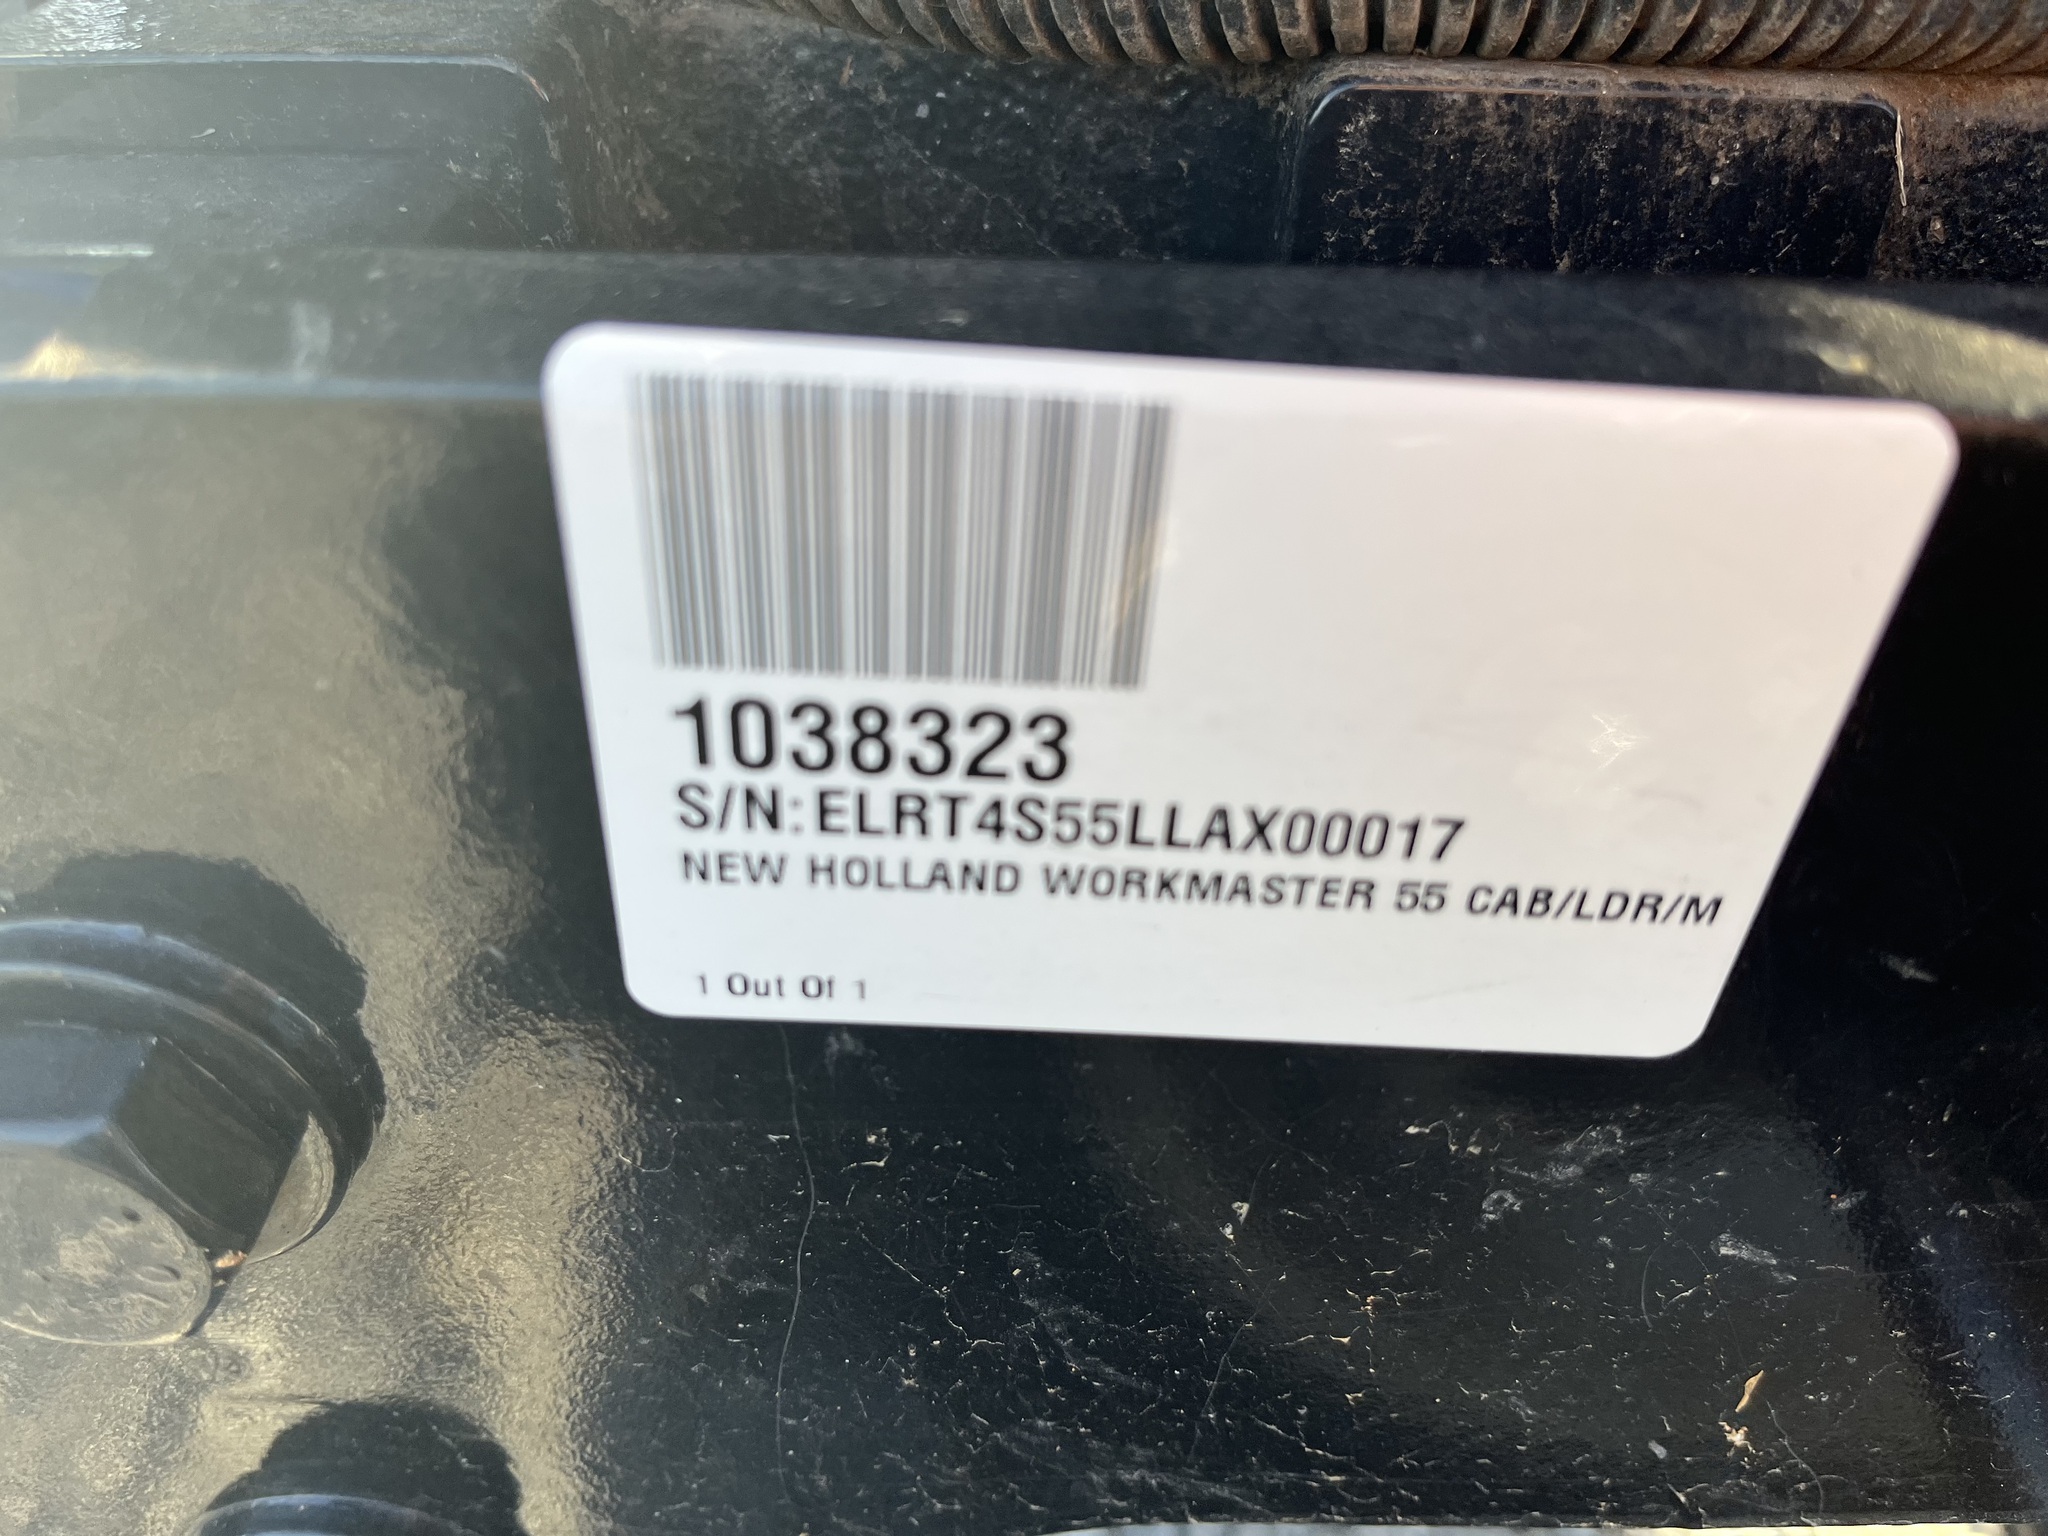 1038323
S/N:ELRT4S55LLAX00017
NEW HOLLAND WORKMASTER 55 CAB/LDR/M
1 Out Of 1